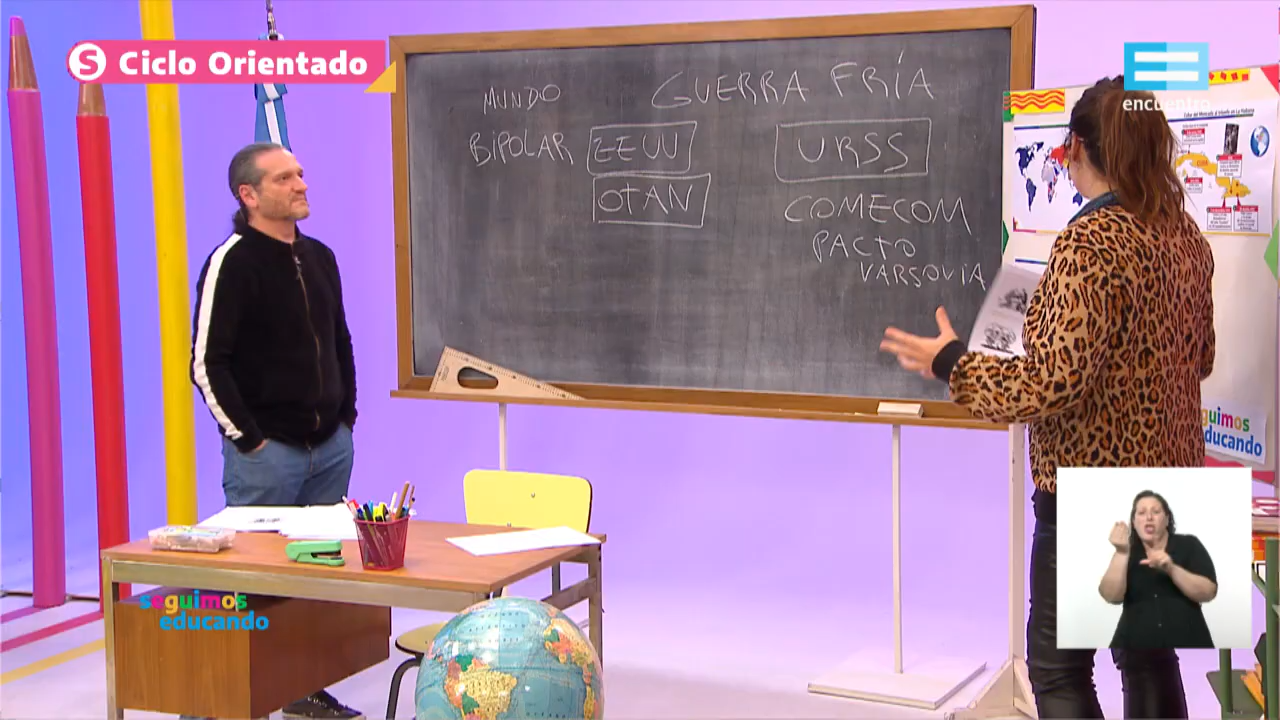 S Ciclo Orientado
encuentro
MUNDO
BIPOLAR
GUERRA FRÍA
EEUU
OTAN
URSS
COMECOM
PACTO
VARSOVIA
seguimos
educando
guimos
educando